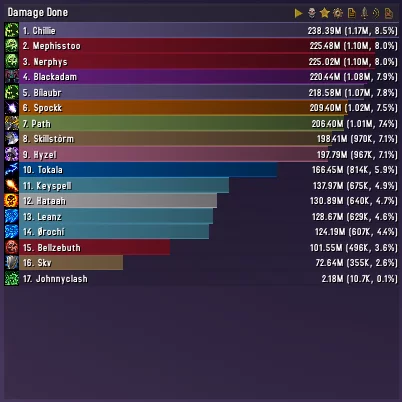 Damage Done
1. Chillie 238.39M (1.17M, 8.5%)
2. Mephisstoo 225.48M (1.10M, 8.0%)
3. Nerphys 225.02M (1.10M, 8.0%)
4. Blackadam 220.44M (1.08M, 7.9%)
5. Bilaubr 218.58M (1.07M, 7.8%)
6. Spockk 209.40M (1.02M, 7.5%)
7. Path 206.40M (1.01M, 7.4%)
8. Skillstórm 198.41M (970K, 7.1%)
9. Hyzel 197.79M (967K, 7.1%)
10. Tokala 166.45M (814K, 5.9%)
11. Keyspell 137.97M (675K, 4.9%)
12. Hataah 130.89M (640K, 4.7%)
13. Leanz 128.67M (629K, 4.6%)
14. Ørochi 124.19M (607K, 4.4%)
15. Bellzebuth 101.55M (496K, 3.6%)
16. Skv 72.64M (355K, 2.6%)
17. Johnnyclash 2.18M (10.7K, 0.1%)